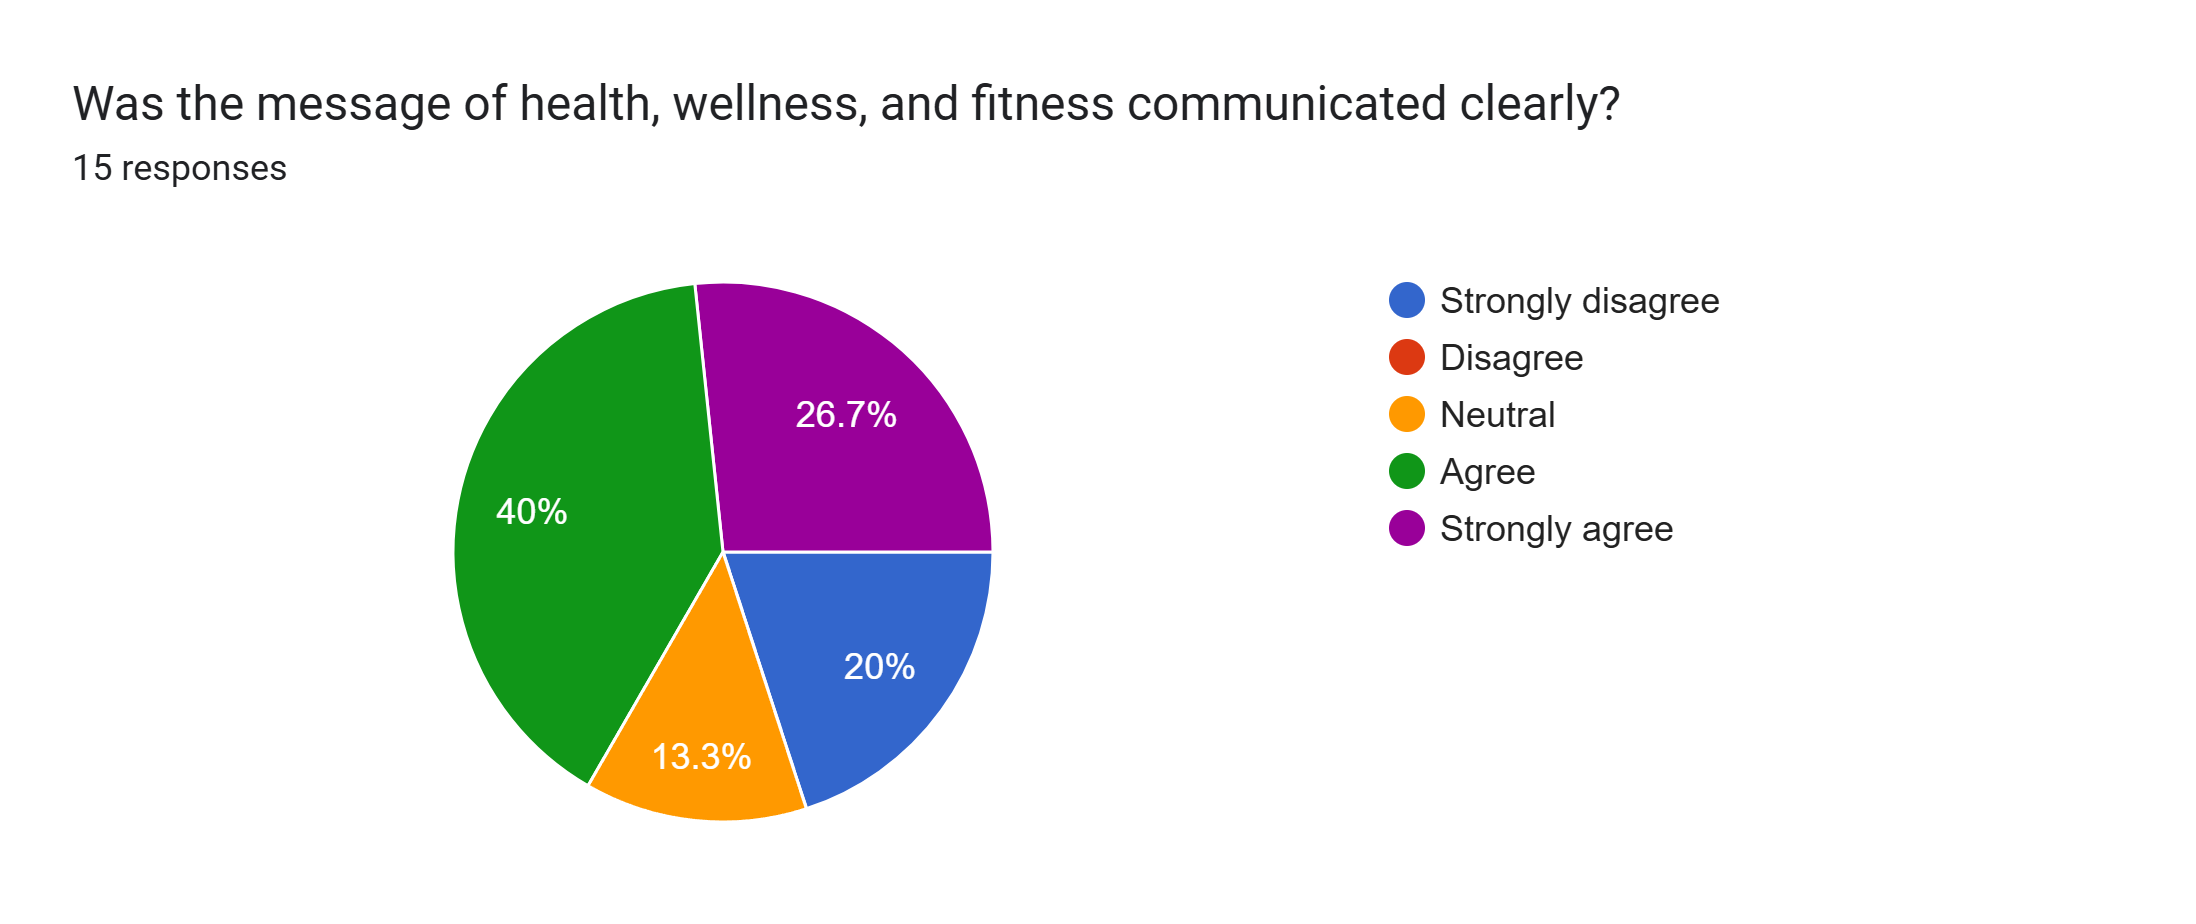 Was the message of health, wellness, and fitness communicated clearly?
15 responses
26.7%
40%
20%
13.3%
Strongly disagree
Disagree
Neutral
Agree
Strongly agree